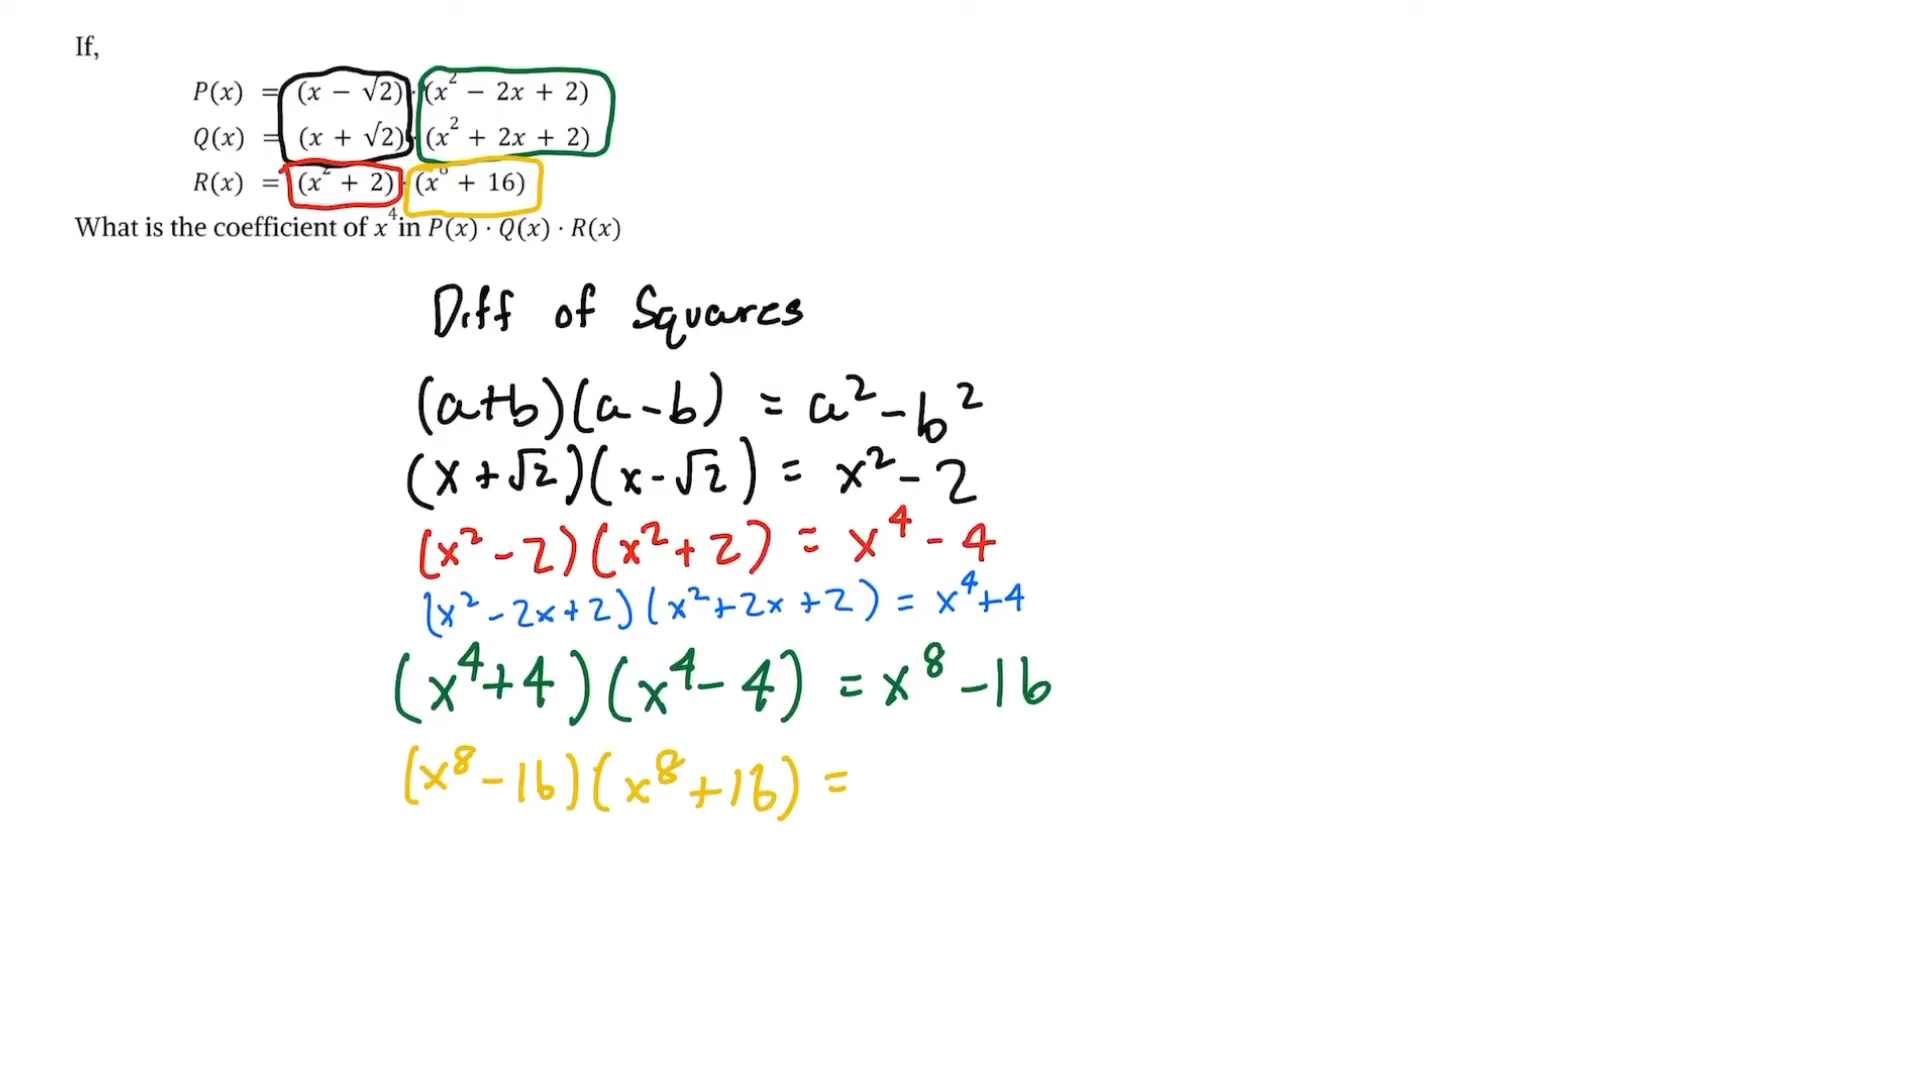 If,
P(x) = (x − √2) · (x² − 2x + 2)
Q(x) = (x + √2) · (x² + 2x + 2)
R(x) = (x² + 2) · (x⁸ + 16)
What is the coefficient of x⁴ in P(x) · Q(x) · R(x)
Diff of Squares
(a+b)(a-b) = a² - b²
(x+√2)(x-√2) = x² - 2
(x² - 2)(x² + 2) = x⁴ - 4
(x² - 2x + 2)(x² + 2x + 2) = x⁴ + 4
(x⁴ + 4)(x⁴ - 4) = x⁸ - 16
(x⁸ - 16)(x⁸ + 16) =